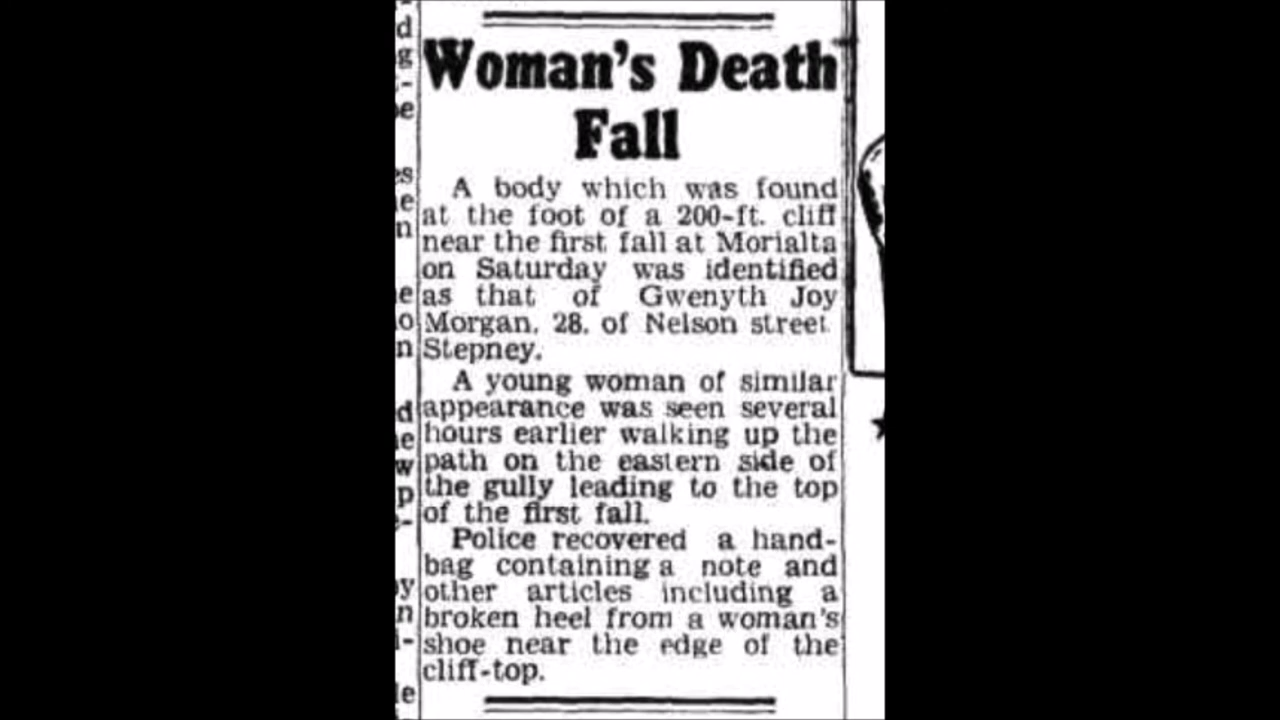 Woman's Death
Fall
A body which was found
at the foot of a 200-ft. cliff
near the first fall at Morialta
on Saturday was identified
as that of Gwenyth Joy
Morgan, 28, of Nelson street
Stepney.
A young woman of similar
appearance was seen several
hours earlier walking up the
path on the eastern side of
the gully leading to the top
of the first fall.
Police recovered a hand-
bag containing a note and
other articles including a
broken heel from a woman's
shoe near the edge of the
cliff-top.